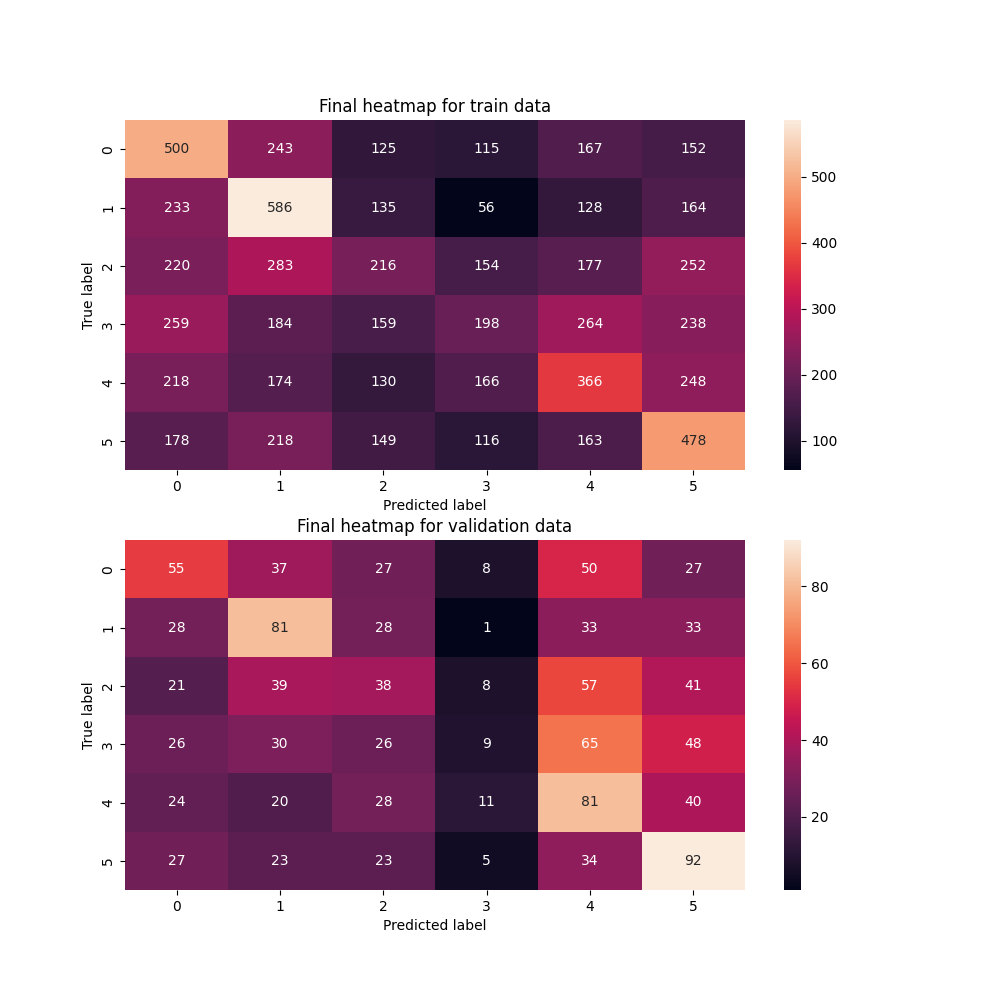 Final heatmap for train data
0 500 243 125 115 167 152
1 233 586 135 56 128 164
2 220 283 216 154 177 252
3 259 184 159 198 264 238
4 218 174 130 166 366 248
5 178 218 149 116 163 478
0 1 2 3 4 5
True label
Predicted label
500
400
300
200
100
Final heatmap for validation data
0 55 37 27 8 50 27
1 28 81 28 1 33 33
2 21 39 38 8 57 41
3 26 30 26 9 65 48
4 24 20 28 11 81 40
5 27 23 23 5 34 92
0 1 2 3 4 5
True label
Predicted label
80
60
40
20